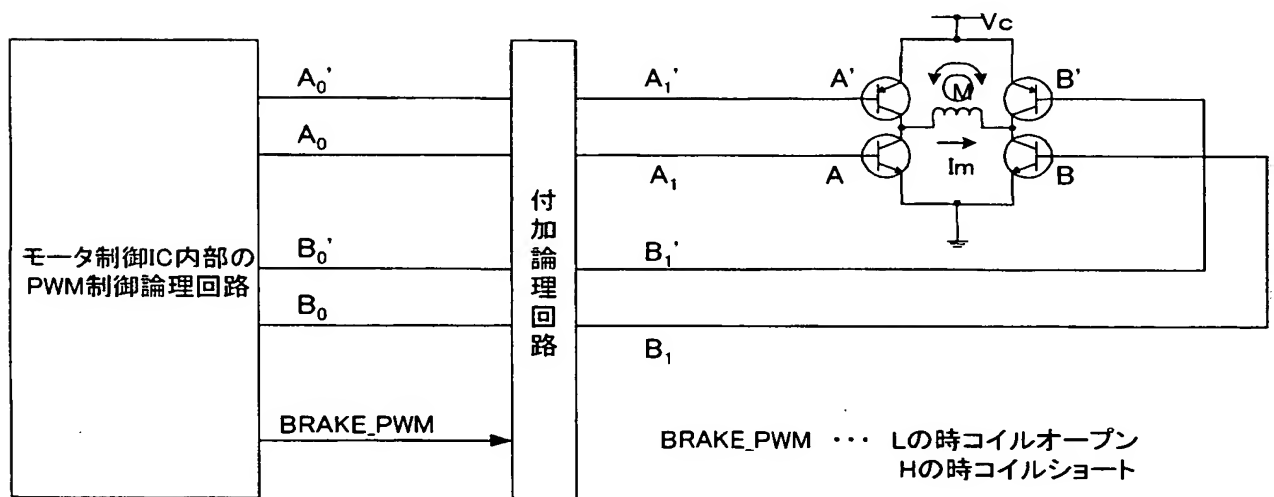 Vc
A₀'
A₁'
A'
M
B'
A₀
A₁
A
Im
B
モータ制御IC内部の
PWM制御論理回路
付加論理回路
B₀'
B₁'
B₀
B₁
BRAKE_PWM
BRAKE_PWM ··· Lの時コイルオープン
Hの時コイルショート